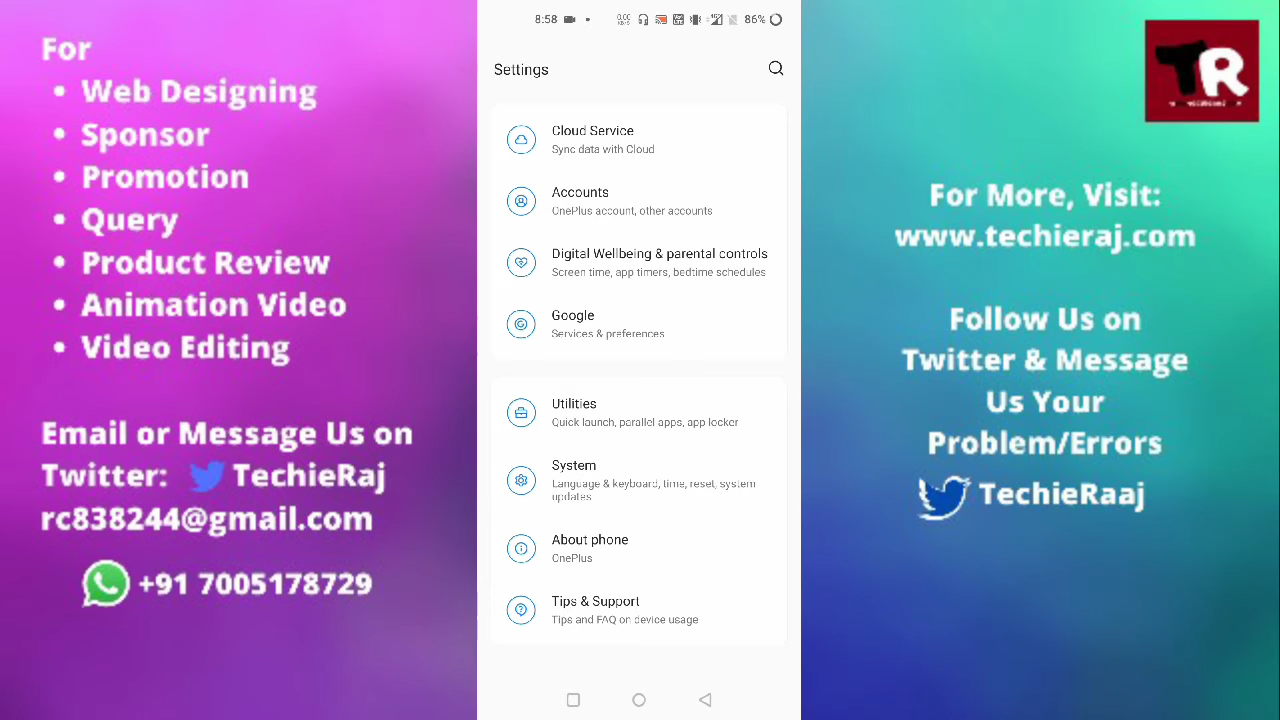 For
• Web Designing
• Sponsor
• Promotion
• Query
• Product Review
• Animation Video
• Video Editing
Email or Message Us on
Twitter: TechieRaj
rc838244@gmail.com
+91 7005178729
8:58
86%
Settings
Cloud Service
Sync data with Cloud
Accounts
OnePlus account, other accounts
Digital Wellbeing & parental controls
Screen time, app timers, bedtime schedules
Google
Services & preferences
Utilities
Quick launch, parallel apps, app locker
System
Language & keyboard, time, reset, system
updates
About phone
OnePlus
Tips & Support
Tips and FAQ on device usage
TR
For More, Visit:
www.techieraj.com
Follow Us on
Twitter & Message
Us Your
Problem/Errors
TechieRaaj